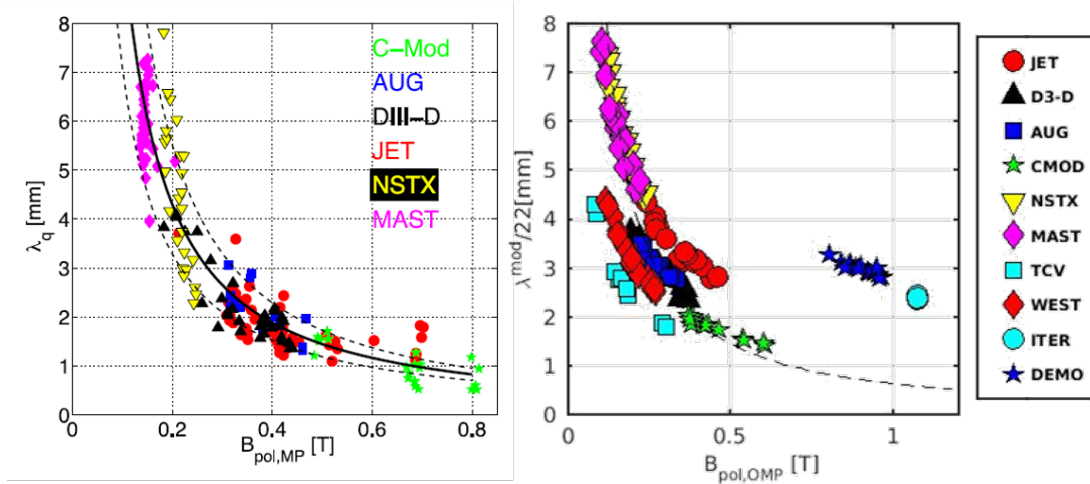 8
7
6
5
4
3
2
1
0
λq [mm]
0
0.2
0.4
0.6
0.8
Bpol,MP [T]
C-Mod
AUG
DIII-D
JET
NSTX
MAST
8
7
6
5
4
3
2
1
0
λmod/22[mm]
0
0.5
1
Bpol,OMP [T]
JET
D3-D
AUG
CMOD
NSTX
MAST
TCV
WEST
ITER
DEMO